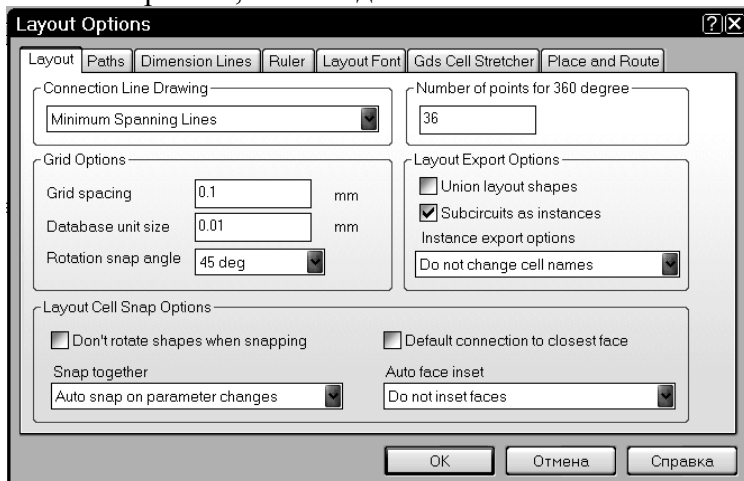 Layout Options
Layout Paths Dimension Lines Ruler Layout Font Gds Cell Stretcher Place and Route
Connection Line Drawing
Minimum Spanning Lines
Number of points for 360 degree
36
Grid Options
Grid spacing 0.1 mm
Database unit size 0.01 mm
Rotation snap angle 45 deg
Layout Export Options
Union layout shapes
Subcircuits as instances
Instance export options
Do not change cell names
Layout Cell Snap Options
Don't rotate shapes when snapping
Default connection to closest face
Snap together
Auto face inset
Auto snap on parameter changes
Do not inset faces
OK Отмена Справка